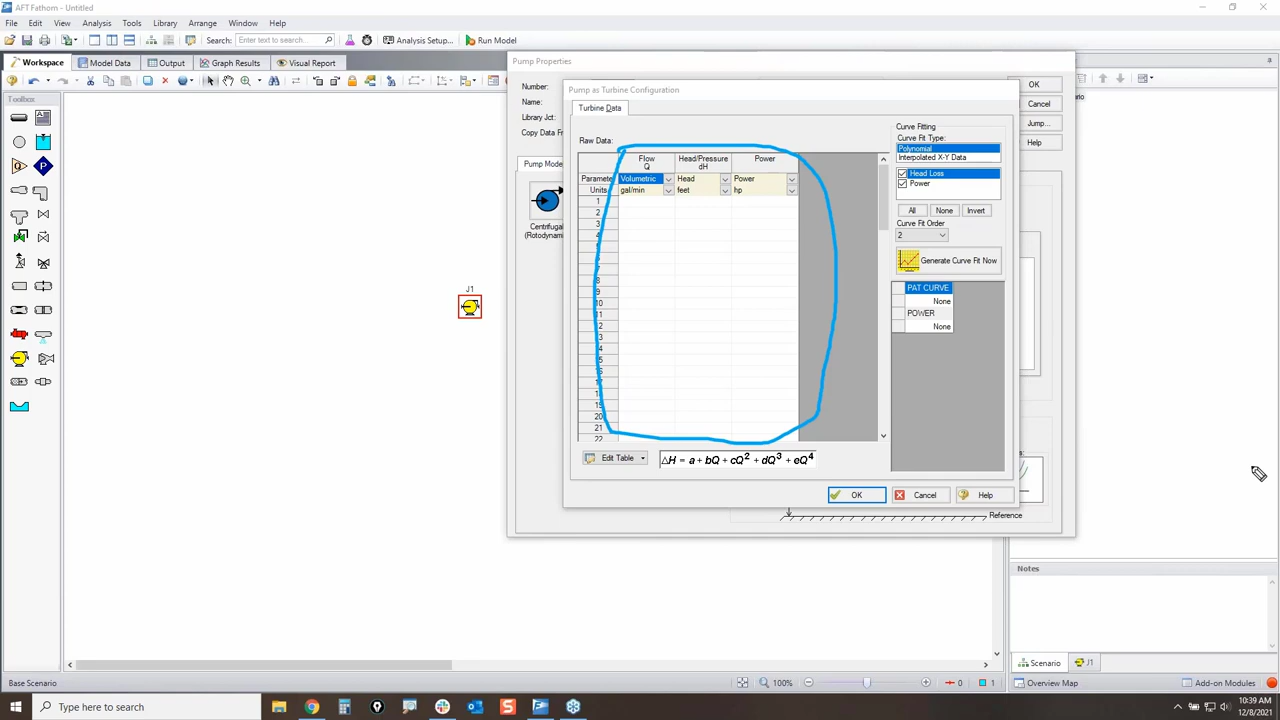 AFT Fathom - Untitled
File Edit View Analysis Tools Library Arrange Window Help
Search: Enter text to search... Analysis Setup... Run Model
Workspace Model Data Output Graph Results Visual Report
Toolbox
J1
Pump Properties
Number:
Name:
Library Jct:
Copy Data Fr
Pump Mode
Centrifugal
(Rotodynami
OK
Cancel
Jump...
Help
Pump as Turbine Configuration
Turbine Data
Raw Data:
Flow Head/Pressure Power
Q dH
Paramete Volumetric Head Power
Units gal/min feet hp
1
2
3
4
8
9
10
11
20
21
22
Edit Table
△H = a + bQ + cQ² + dQ³ + eQ⁴
Curve Fitting
Curve Fit Type:
Polynomial
Interpolated X-Y Data
Head Loss
Power
All None Invert
Curve Fit Order
2
Generate Curve Fit Now
PAT CURVE
None
POWER
None
OK Cancel Help
Reference
Notes
Scenario J1
Base Scenario 100% 0 1 Overview Map Add-on Modules
Type here to search
10:39 AM
12/8/2021